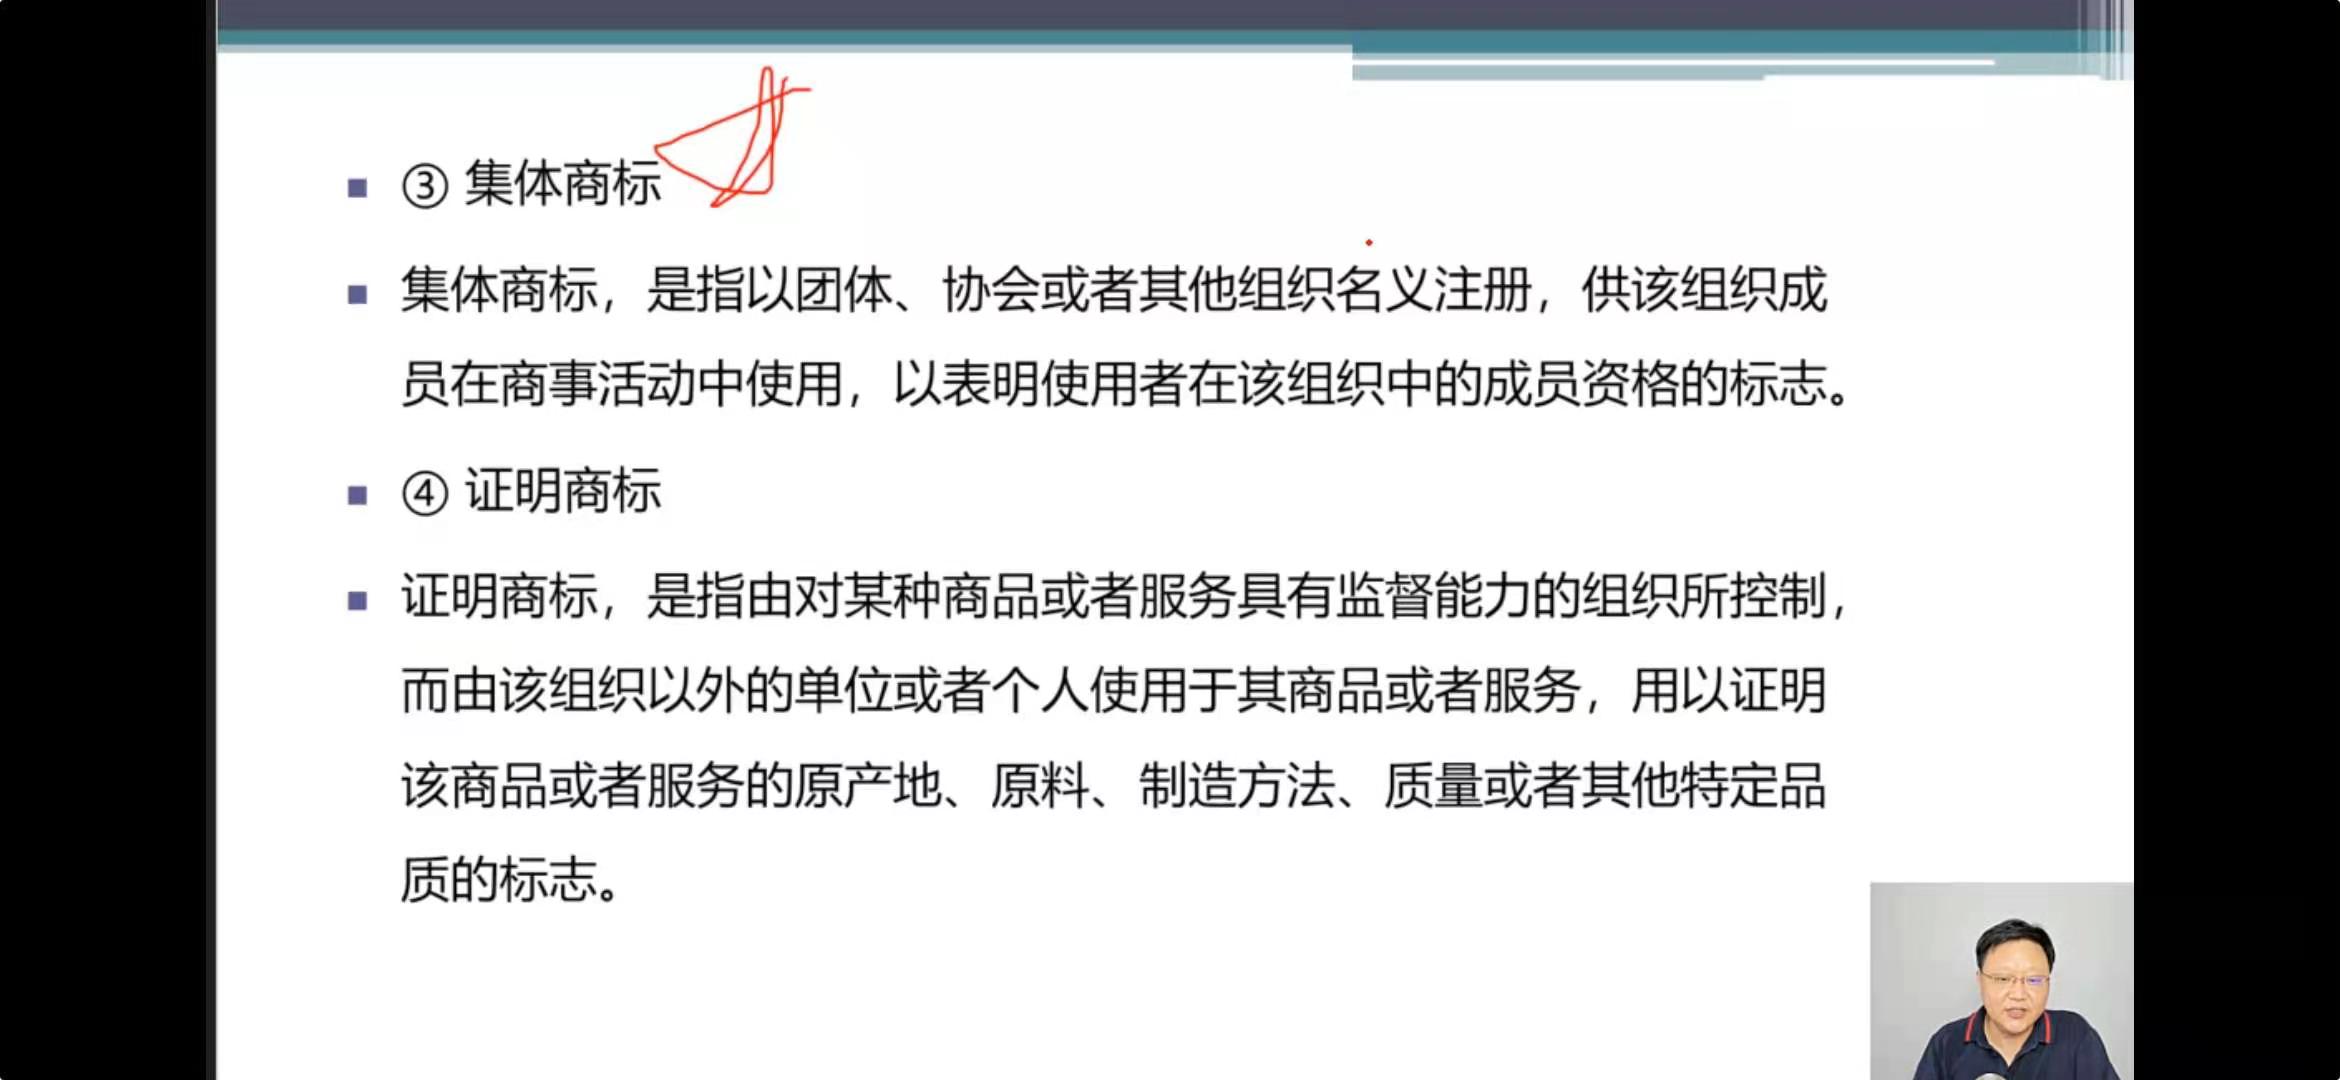 ③ 集体商标
集体商标，是指以团体、协会或者其他组织名义注册，供该组织成
员在商事活动中使用，以表明使用者在该组织中的成员资格的标志。
④ 证明商标
证明商标，是指由对某种商品或者服务具有监督能力的组织所控制，
而由该组织以外的单位或者个人使用于其商品或者服务，用以证明
该商品或者服务的原产地、原料、制造方法、质量或者其他特定品
质的标志。